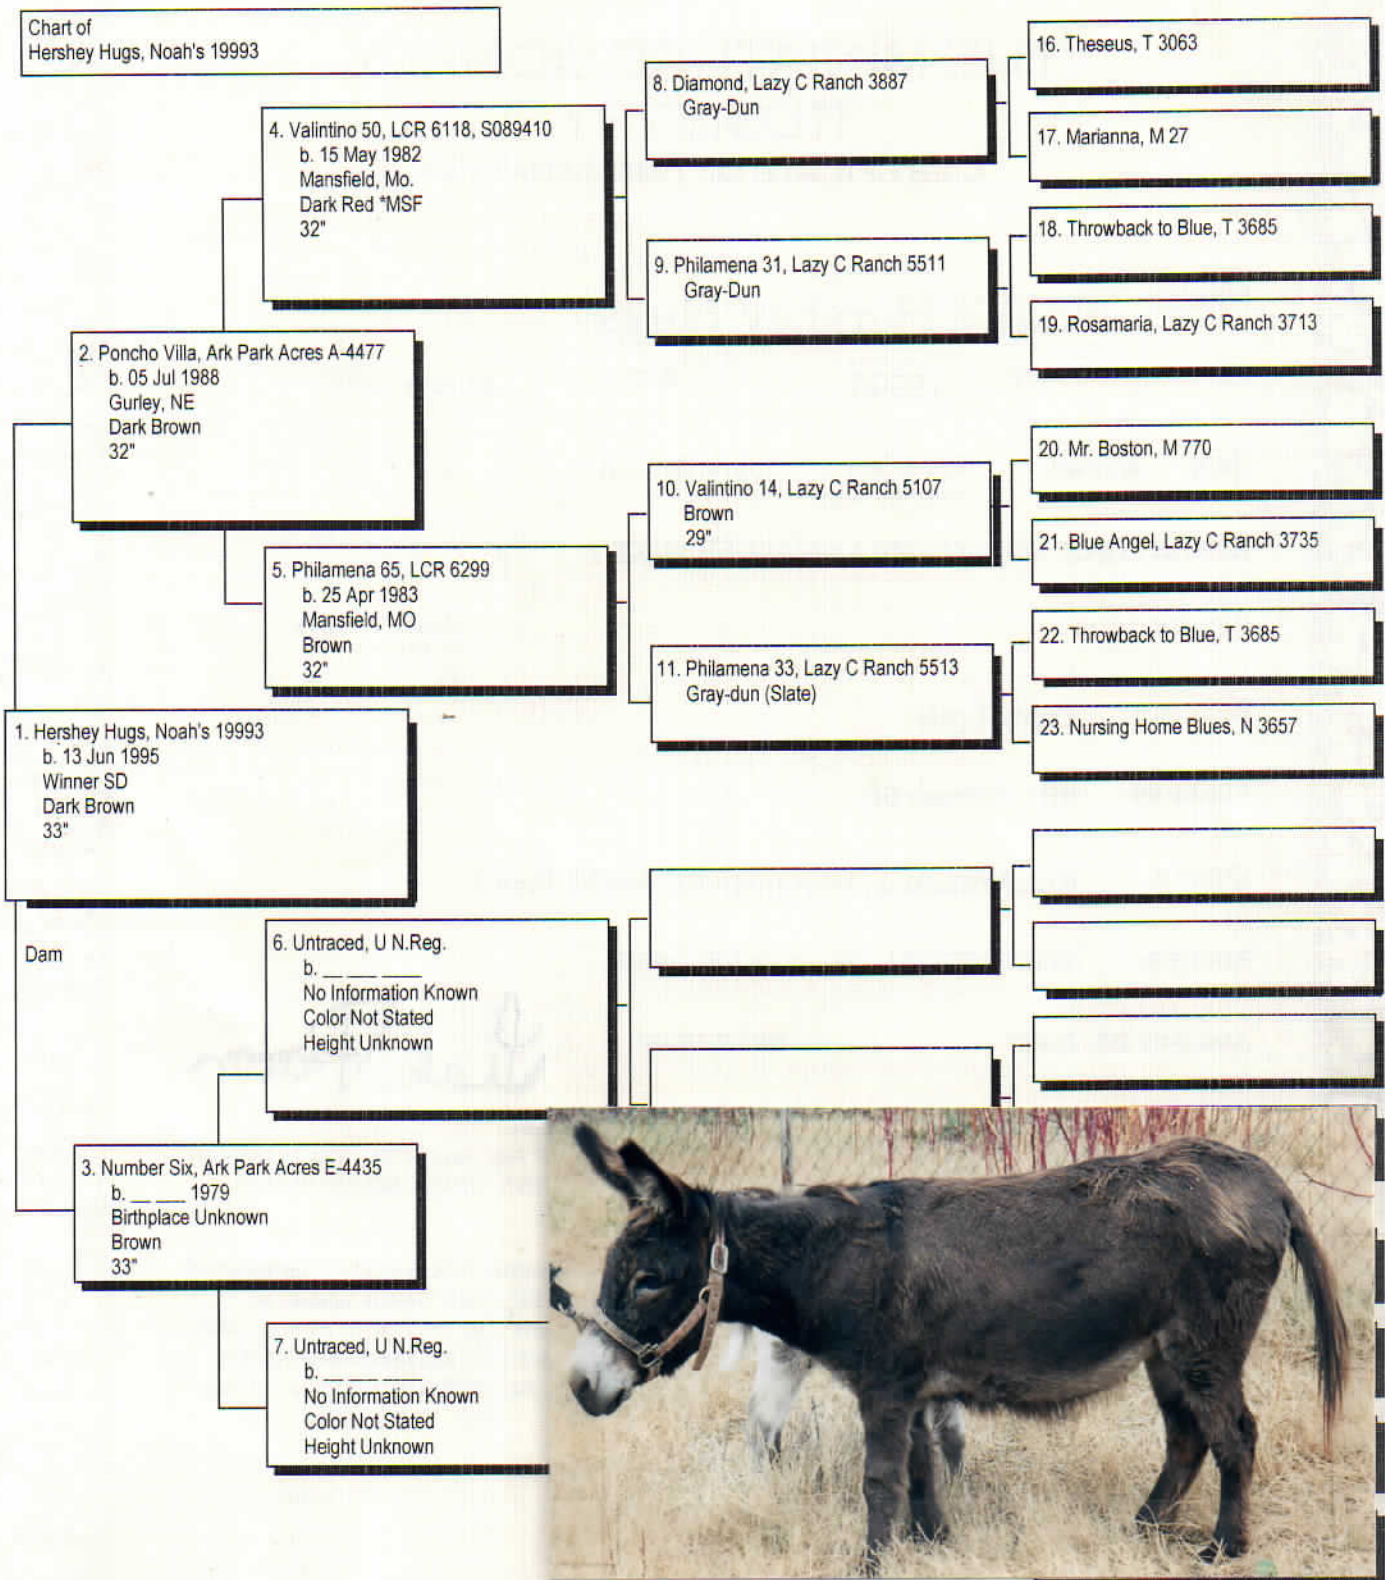 Chart of
Hershey Hugs, Noah's 19993
16. Theseus, T 3063
8. Diamond, Lazy C Ranch 3887
Gray-Dun
17. Marianna, M 27
4. Valintino 50, LCR 6118, S089410
b. 15 May 1982
Mansfield, Mo.
Dark Red *MSF
32"
18. Throwback to Blue, T 3685
9. Philamena 31, Lazy C Ranch 5511
Gray-Dun
19. Rosamaria, Lazy C Ranch 3713
2. Poncho Villa, Ark Park Acres A-4477
b. 05 Jul 1988
Gurley, NE
Dark Brown
32"
20. Mr. Boston, M 770
10. Valintino 14, Lazy C Ranch 5107
Brown
29"
21. Blue Angel, Lazy C Ranch 3735
5. Philamena 65, LCR 6299
b. 25 Apr 1983
Mansfield, MO
Brown
32"
22. Throwback to Blue, T 3685
11. Philamena 33, Lazy C Ranch 5513
Gray-dun (Slate)
23. Nursing Home Blues, N 3657
1. Hershey Hugs, Noah's 19993
b. 13 Jun 1995
Winner SD
Dark Brown
33"
Dam
6. Untraced, U N.Reg.
b. __ ___ ____
No Information Known
Color Not Stated
Height Unknown
3. Number Six, Ark Park Acres E-4435
b. __ ___ 1979
Birthplace Unknown
Brown
33"
7. Untraced, U N.Reg.
b. __ ___ ____
No Information Known
Color Not Stated
Height Unknown